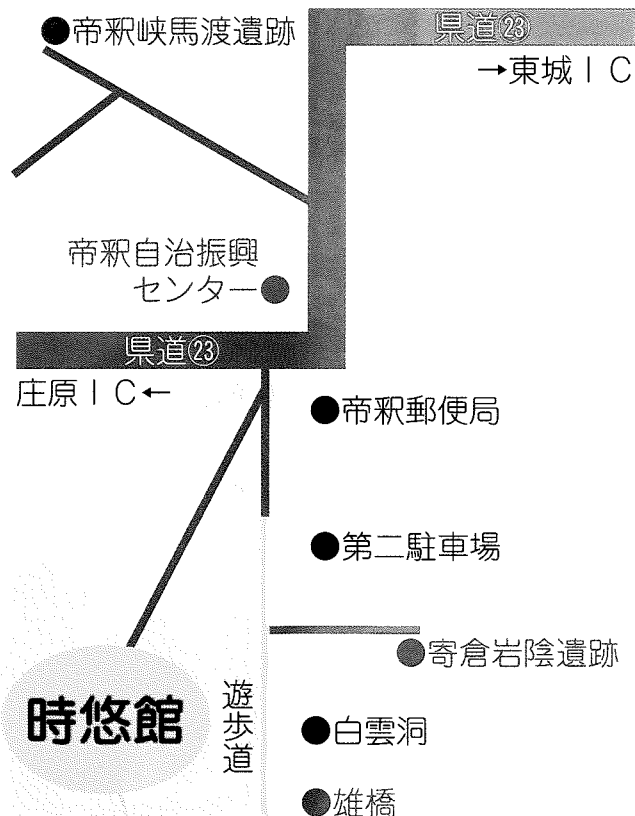 ●帝釈峡馬渡遺跡
県道㉓
→東城IC
帝釈自治振興
センター●
県道㉓
庄原IC←
●帝釈郵便局
●第二駐車場
●寄倉岩陰遺跡
時悠館
遊歩道
●白雲洞
●雄橋